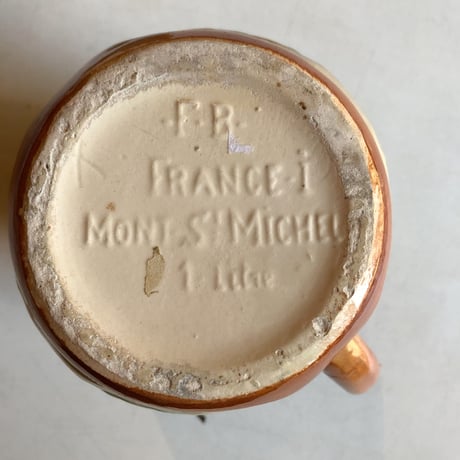 ·F·R·
FRANCE·I
MONT·St MICHEL
1·Litre